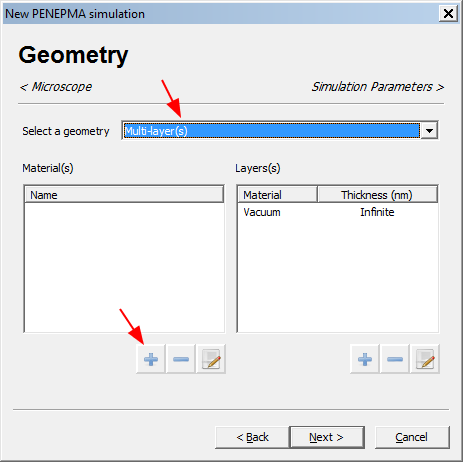 New PENEPMA simulation
Geometry
< Microscope Simulation Parameters >
Select a geometry Multi-layer(s)
Material(s) Layers(s)
Name Material Thickness (nm)
Vacuum Infinite
< Back Next > Cancel